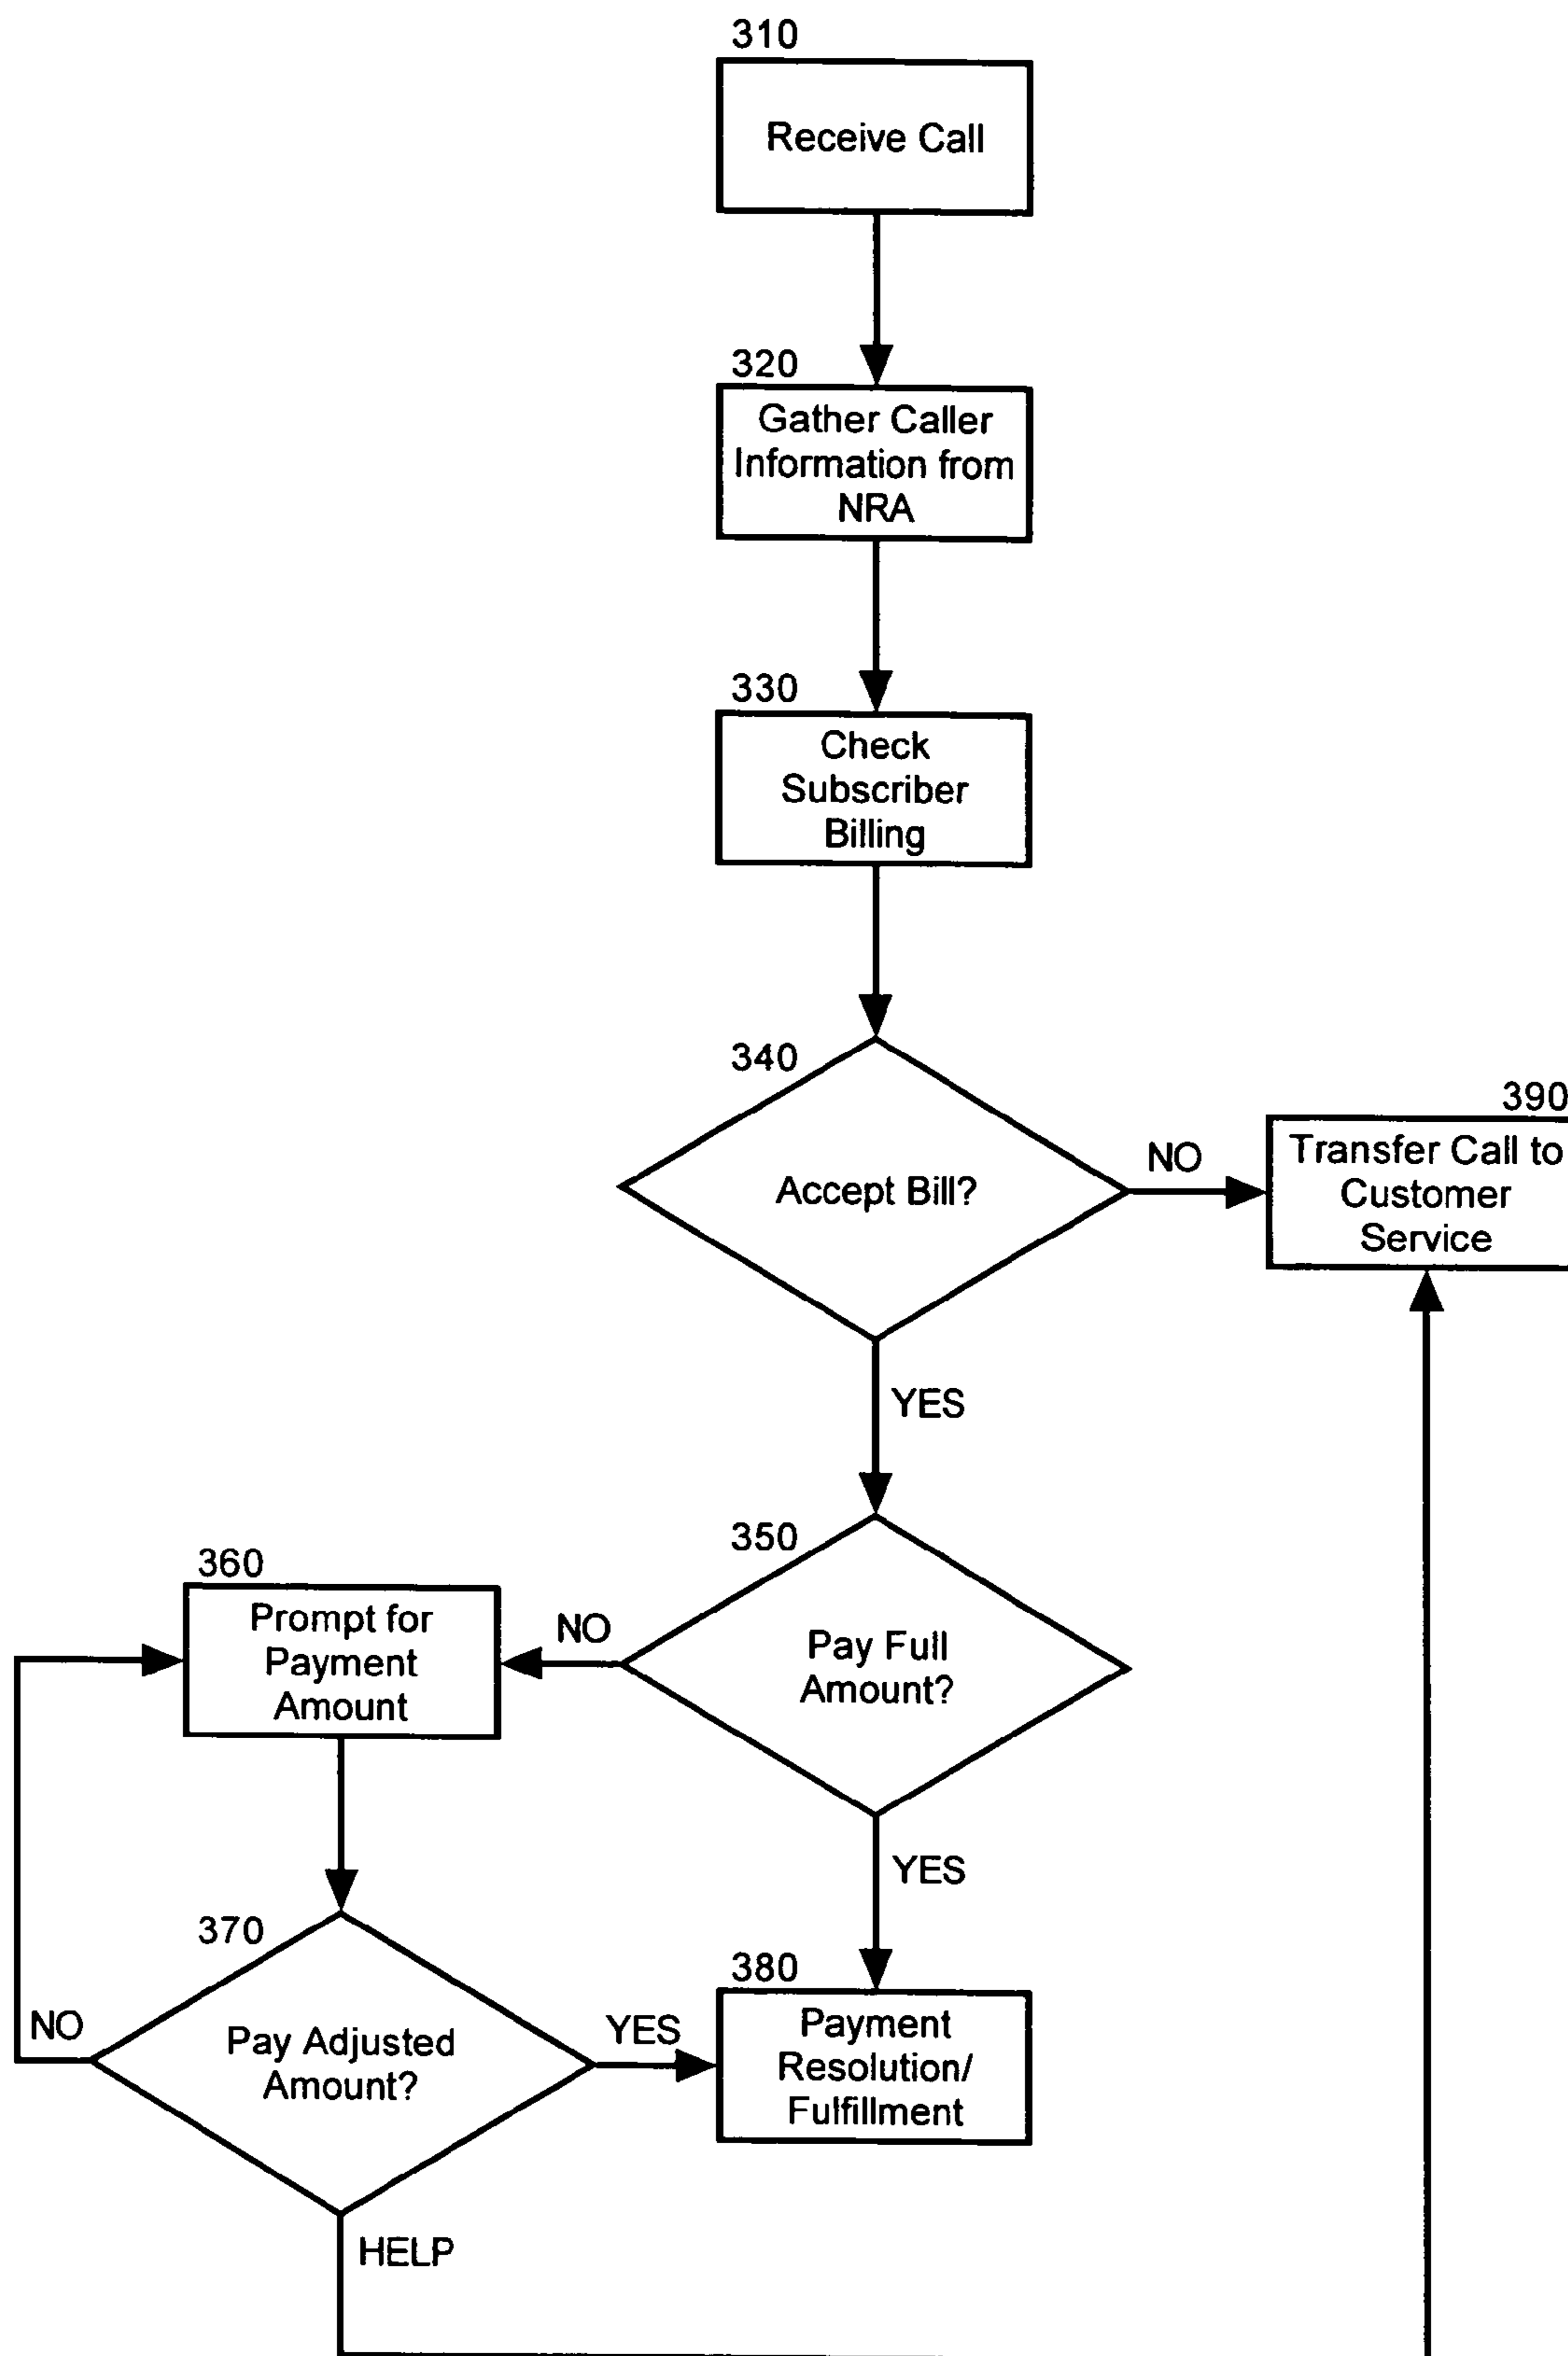 310
Receive Call
320
Gather Caller
Information from
NRA
330
Check
Subscriber
Billing
340
Accept Bill?
NO
390
Transfer Call to
Customer
Service
YES
350
Pay Full
Amount?
NO
360
Prompt for
Payment
Amount
YES
370
Pay Adjusted
Amount?
NO
YES
380
Payment
Resolution/
Fulfillment
HELP